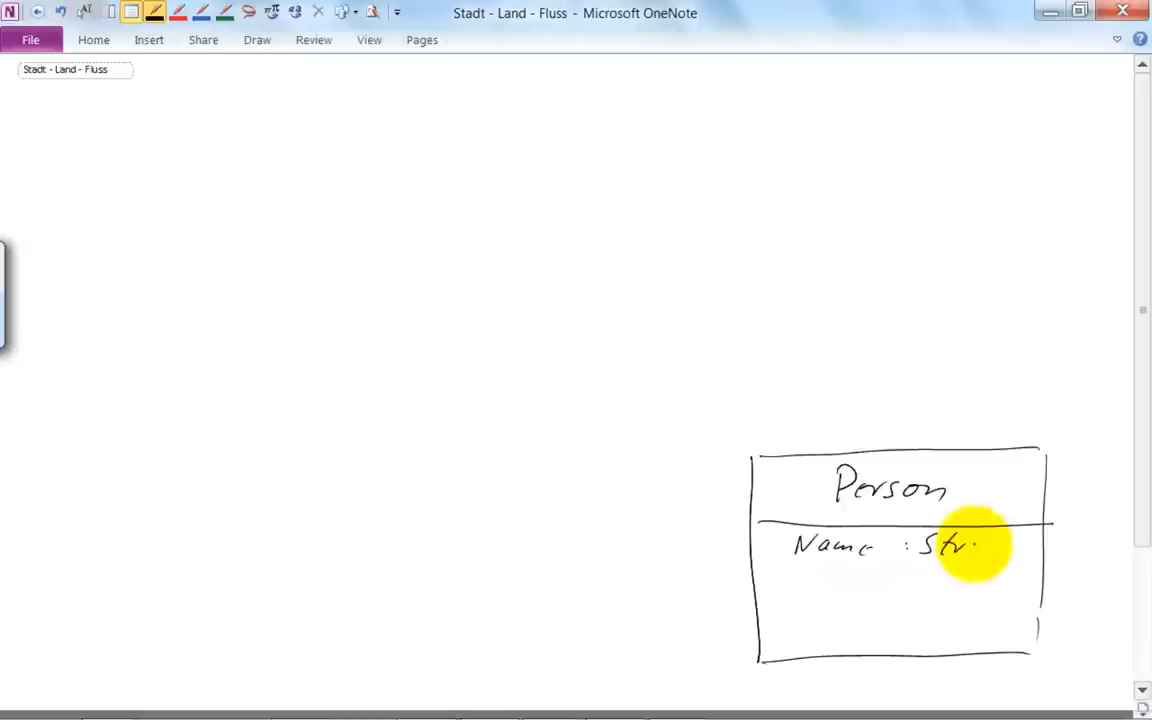 Stadt - Land - Fluss - Microsoft OneNote
File Home Insert Share Draw Review View Pages
Stadt - Land - Fluss
Person
Name : Str